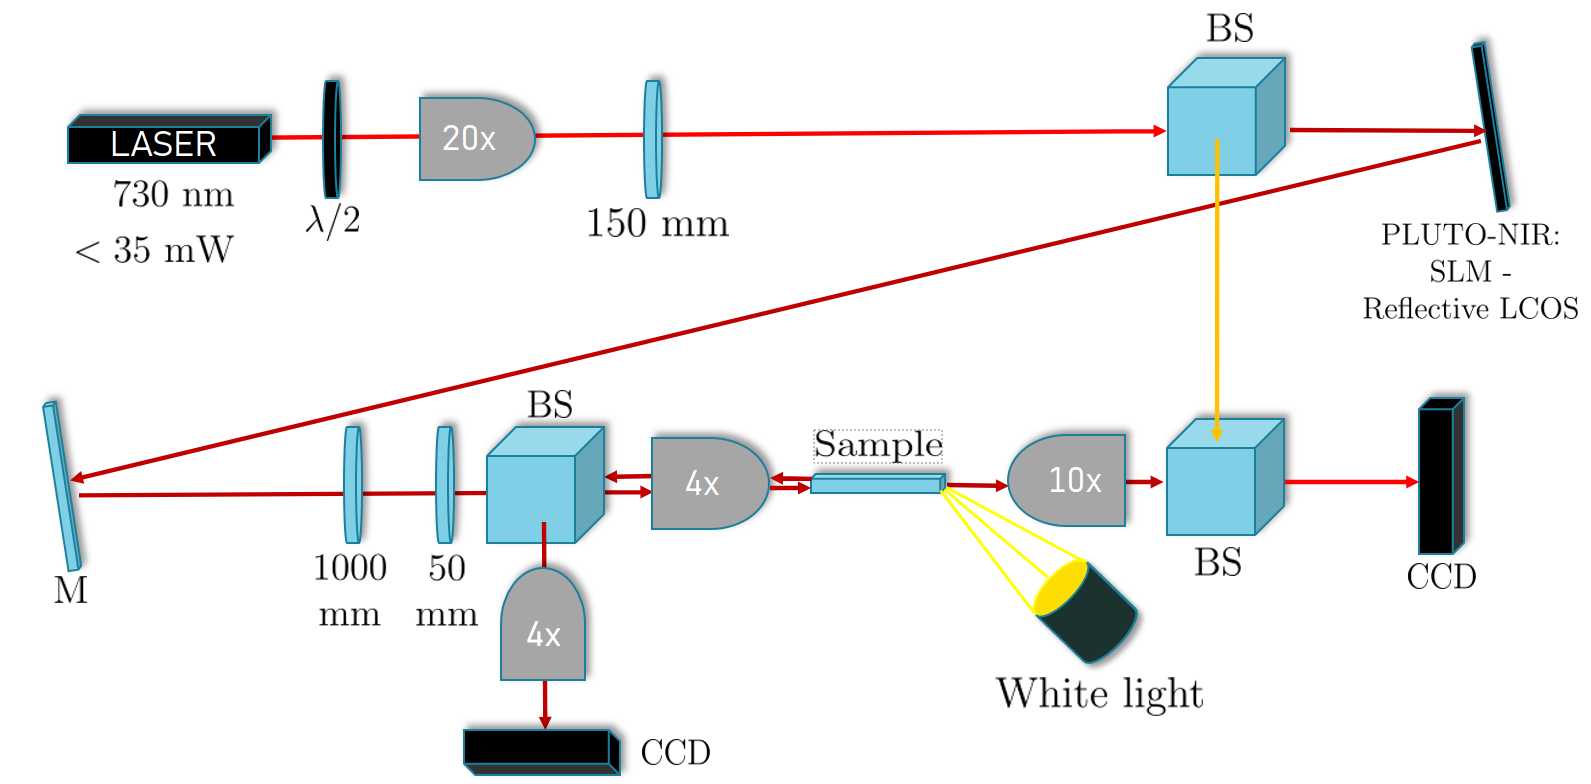 BS
LASER
20x
730 nm
< 35 mW
λ/2
150 mm
PLUTO-NIR:
SLM -
Reflective LCOS
BS
Sample
4x
10x
M
1000
mm
50
mm
BS
CCD
4x
White light
CCD